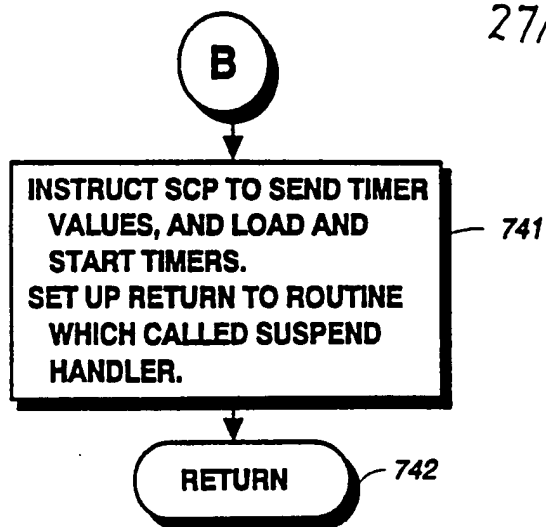 27/
B
INSTRUCT SCP TO SEND TIMER
VALUES, AND LOAD AND
START TIMERS.
SET UP RETURN TO ROUTINE
WHICH CALLED SUSPEND
HANDLER.
741
RETURN
742